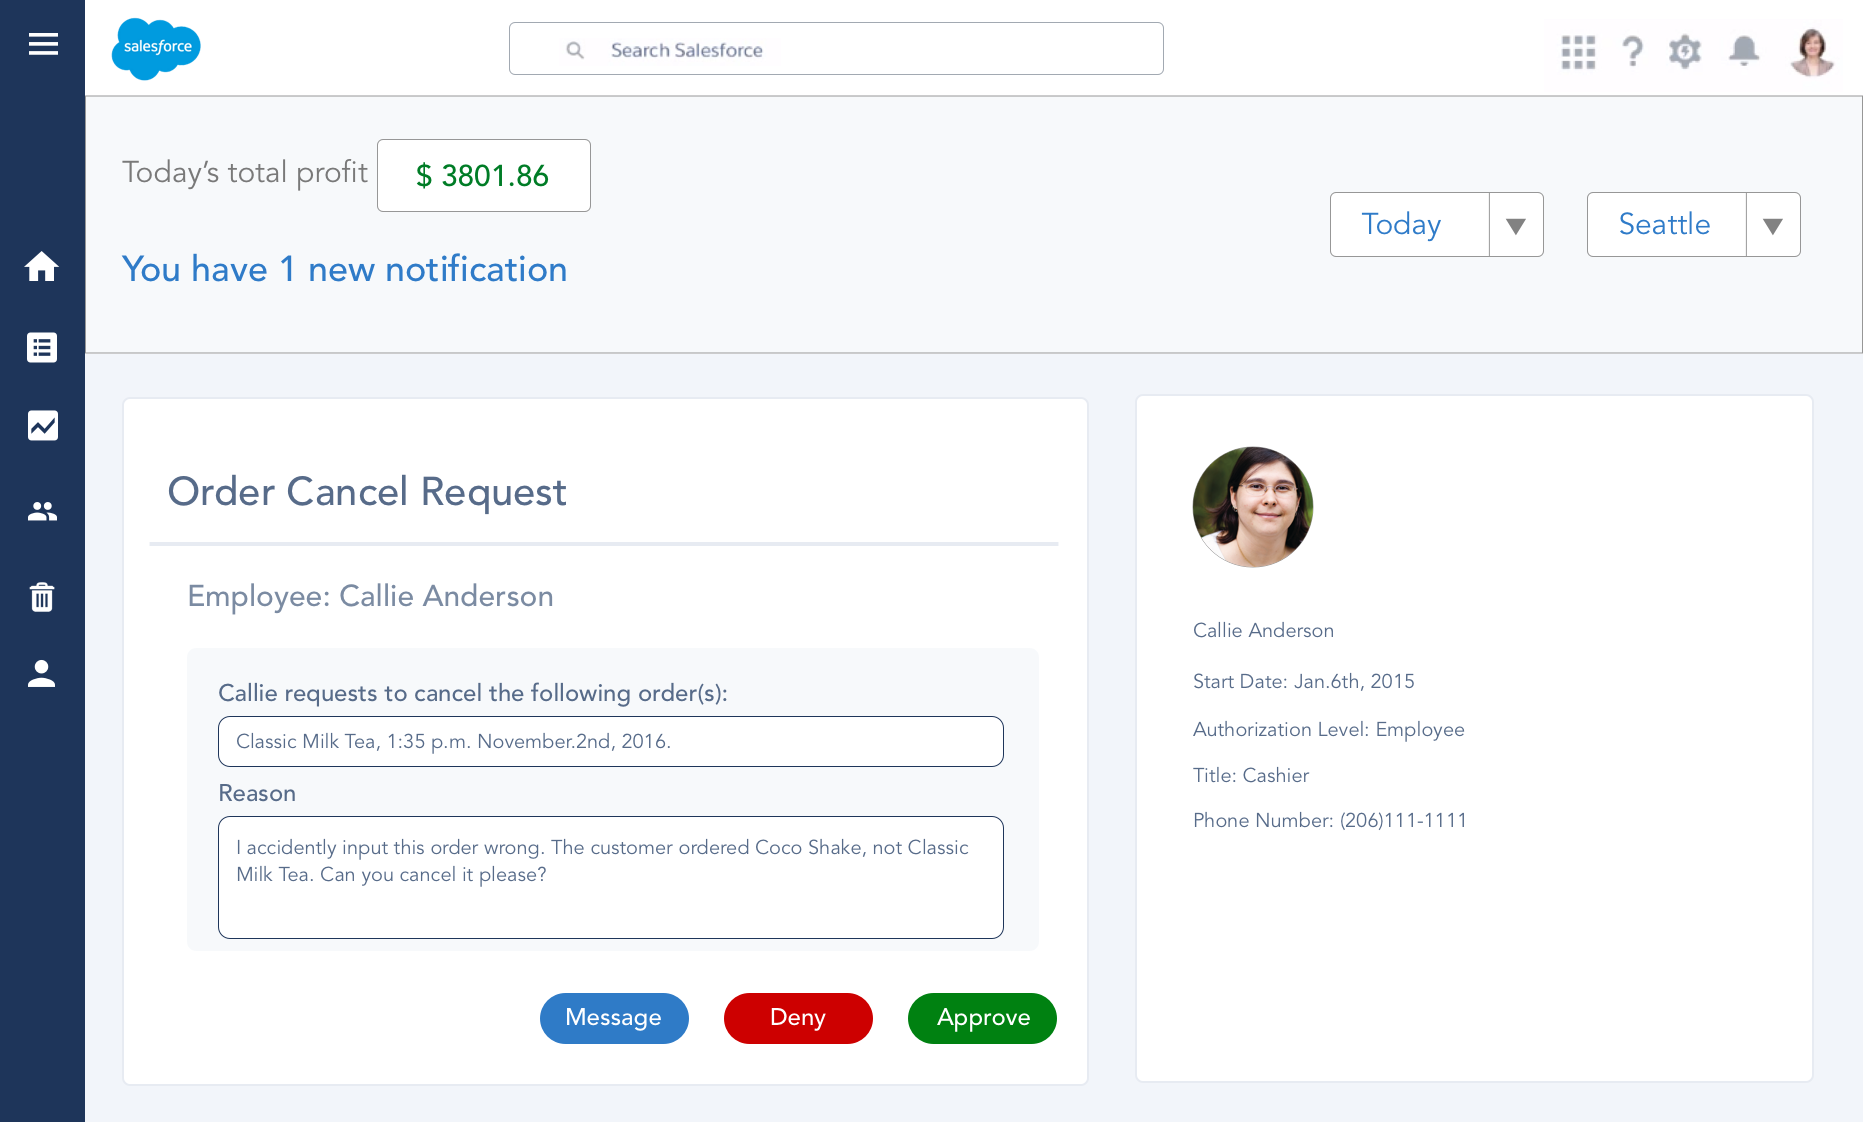 salesforce
Search Salesforce
?
Today’s total profit
$ 3801.86
Today
Seattle
You have 1 new notification
Order Cancel Request
Employee: Callie Anderson
Callie requests to cancel the following order(s):
Classic Milk Tea, 1:35 p.m. November.2nd, 2016.
Reason
I accidently input this order wrong. The customer ordered Coco Shake, not Classic
Milk Tea. Can you cancel it please?
Message
Deny
Approve
Callie Anderson
Start Date: Jan.6th, 2015
Authorization Level: Employee
Title: Cashier
Phone Number: (206)111-1111